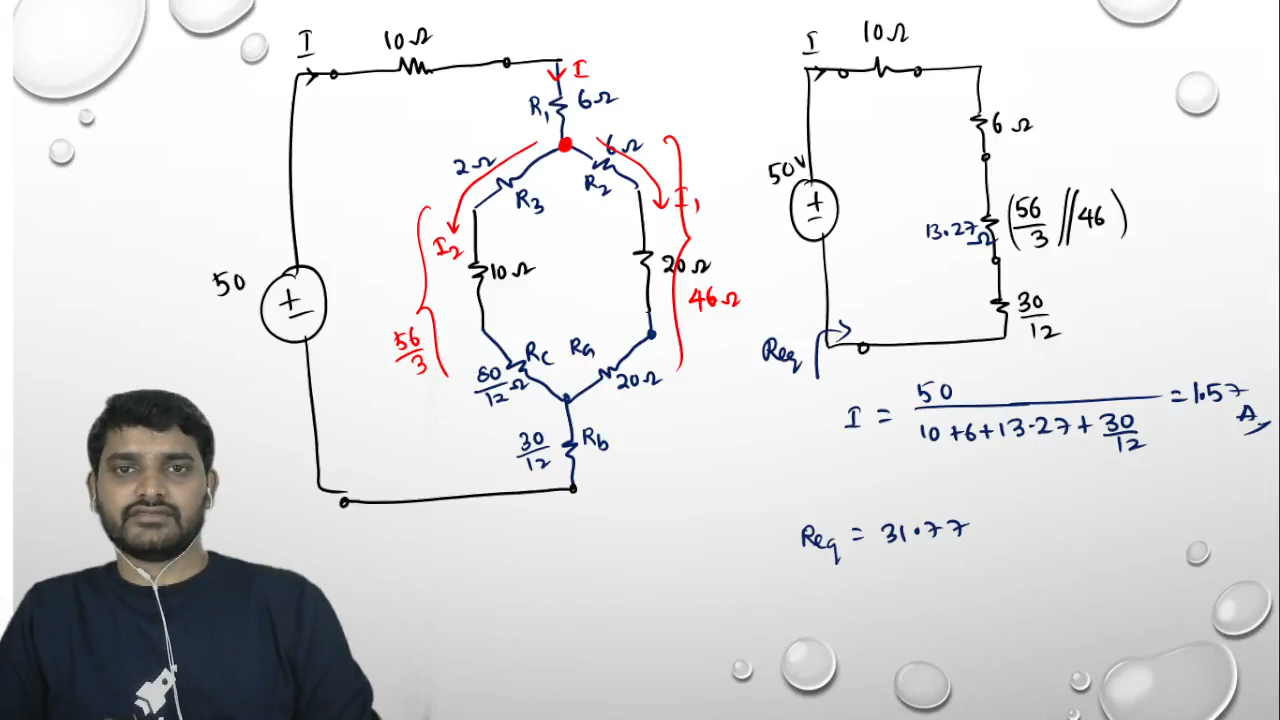 I
10Ω
I
R₁ 6Ω
2Ω
6Ω
R₃
R₂
I₂
I₁
10Ω
20Ω
50
+
–
56/3
46Ω
Rc
Ra
20Ω
Rb
30/12
I
10Ω
6Ω
50V
+
–
13.27Ω
(56/3 // 46)
30/12
Req
I = 50 / (10+6+13.27+30/12) = 1.57 A
Req = 31.77